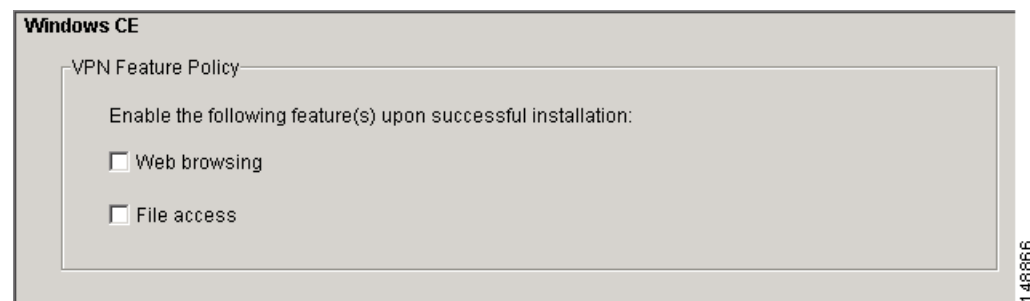 Windows CE
VPN Feature Policy
Enable the following feature(s) upon successful installation:
Web browsing
File access
148866